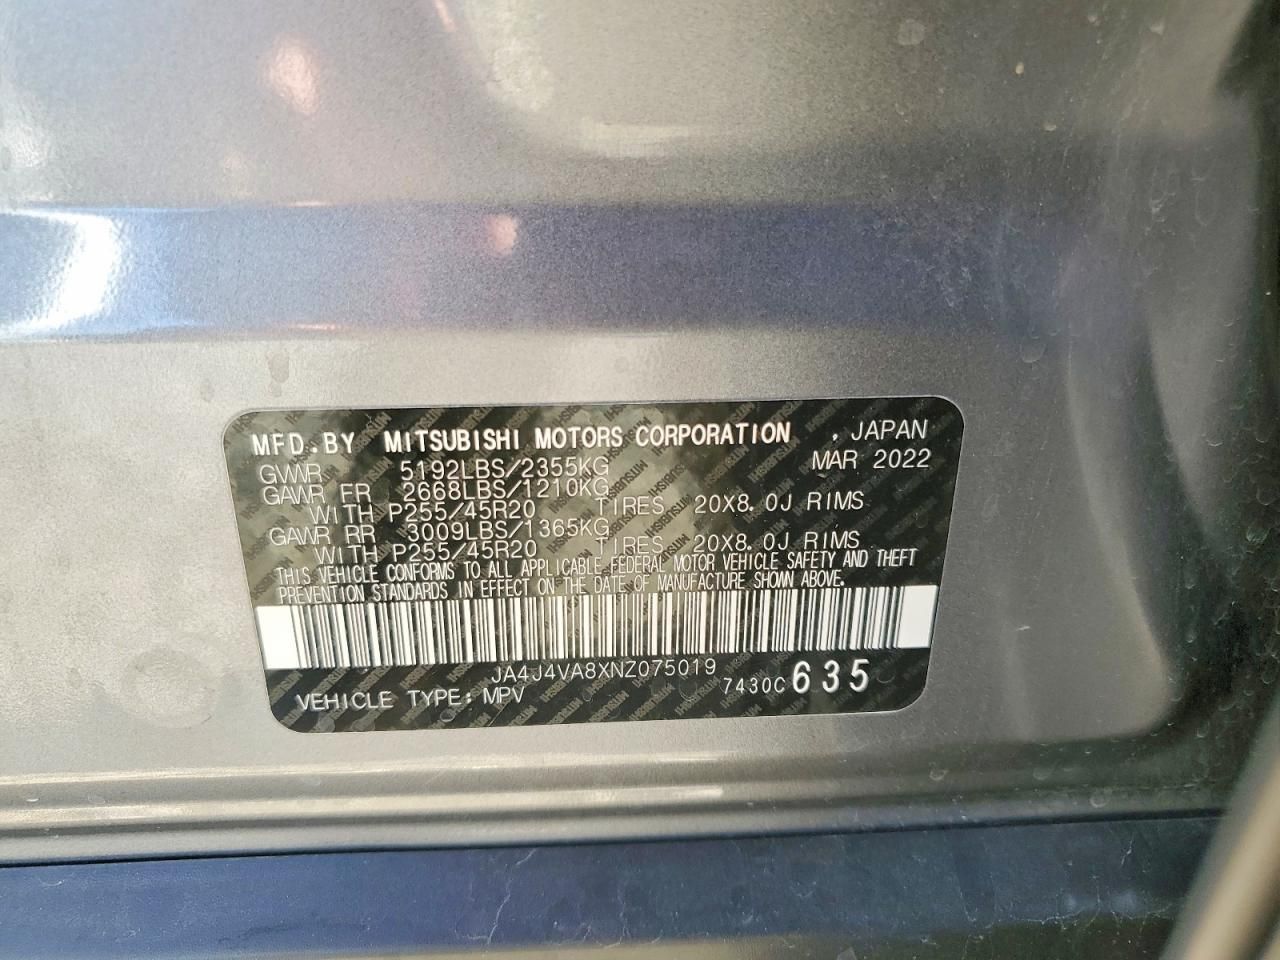 MFD.BY MITSUBISHI MOTORS CORPORATION , JAPAN
GVWR 5192LBS/2355KG MAR 2022
GAWR FR 2668LBS/1210KG
WITH P255/45R20 TIRES 20X8.0J RIMS
GAWR RR 3009LBS/1365KG
WITH P255/45R20 TIRES 20X8.0J RIMS
THIS VEHICLE CONFORMS TO ALL APPLICABLE FEDERAL MOTOR VEHICLE SAFETY AND THEFT
PREVENTION STANDARDS IN EFFECT ON THE DATE OF MANUFACTURE SHOWN ABOVE.
JA4J4VA8XNZ075019
VEHICLE TYPE: MPV 7430C 635